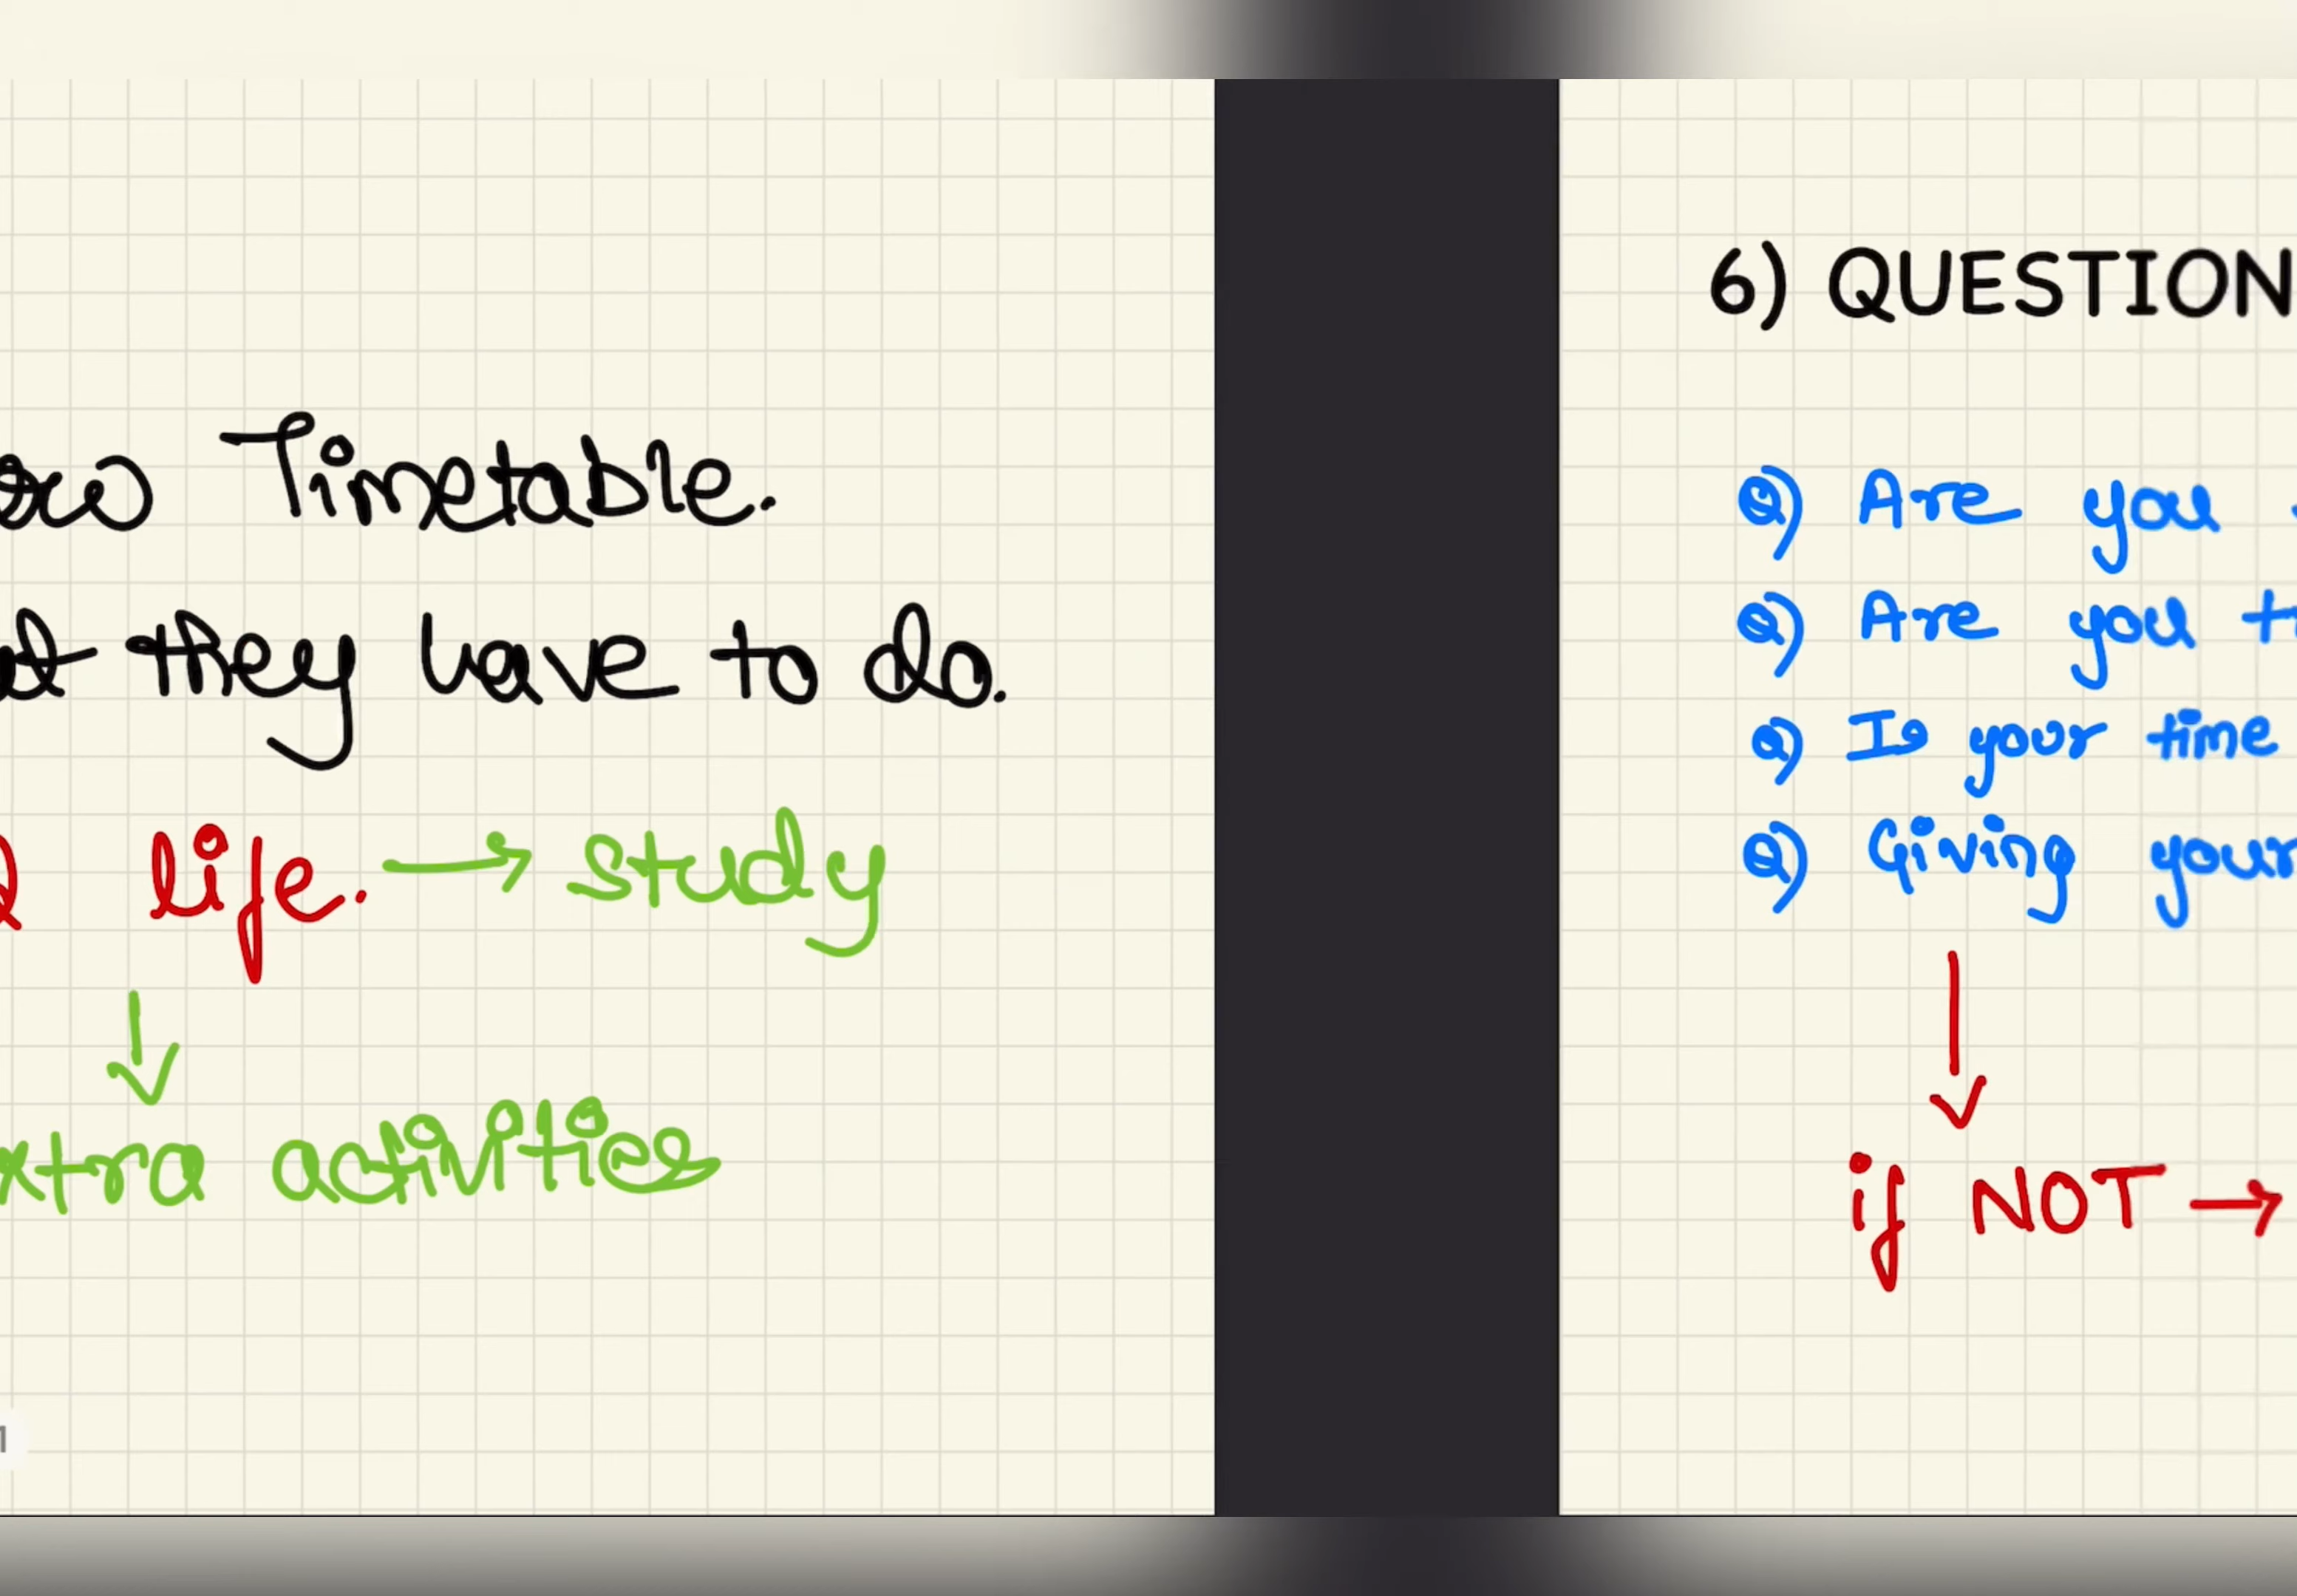 Timetable.
they have to do.
life. → study
↓
xtra activities
1
6) QUESTION
Q) Are you
Q) Are you t
Q) Is your time
Q) Giving your
↓
if NOT →